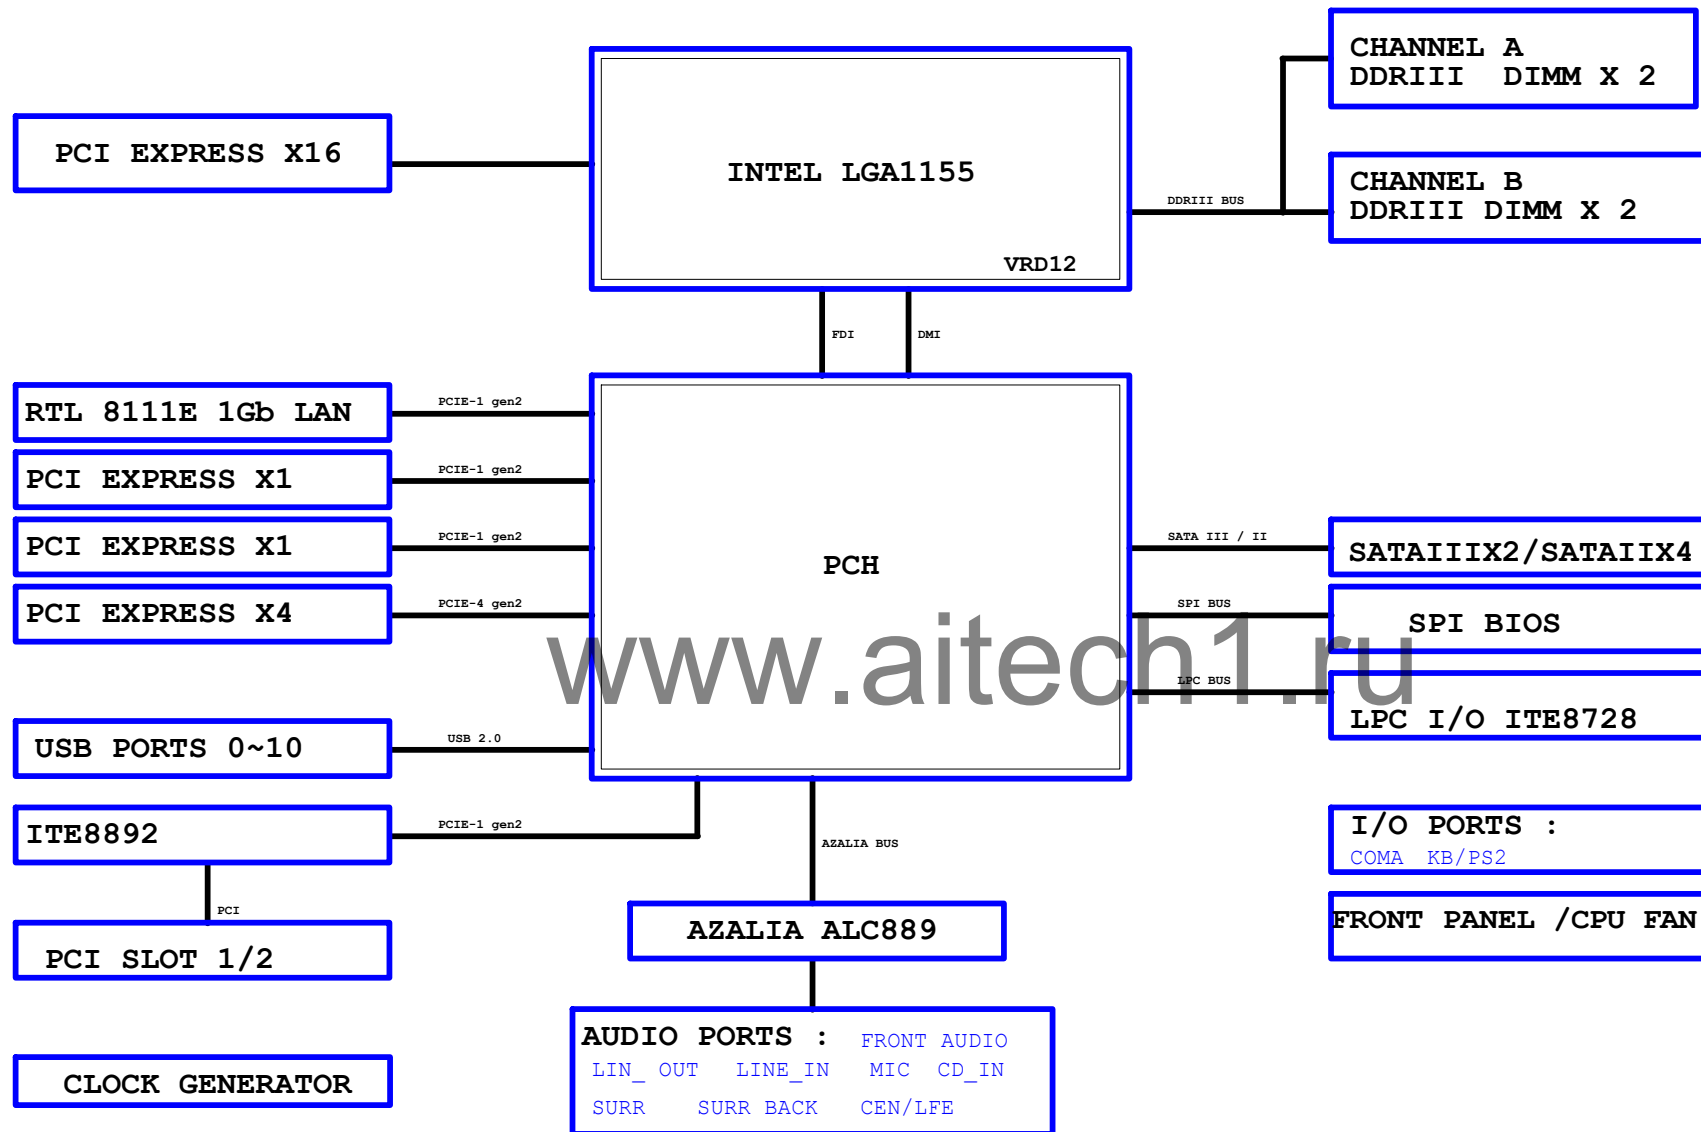 CHANNEL A
DDRIII DIMM X 2
PCI EXPRESS X16
INTEL LGA1155
VRD12
DDRIII BUS
CHANNEL B
DDRIII DIMM X 2
FDI
DMI
RTL 8111E 1Gb LAN
PCIE-1 gen2
PCI EXPRESS X1
PCIE-1 gen2
PCI EXPRESS X1
PCIE-1 gen2
PCI EXPRESS X4
PCIE-4 gen2
PCH
SATA III / II
SATAIIIX2/SATAIIX4
SPI BUS
SPI BIOS
www.aitech1.ru
LPC BUS
LPC I/O ITE8728
USB PORTS 0~10
USB 2.0
ITE8892
PCIE-1 gen2
AZALIA BUS
I/O PORTS :
COMA KB/PS2
PCI
PCI SLOT 1/2
AZALIA ALC889
FRONT PANEL /CPU FAN
CLOCK GENERATOR
AUDIO PORTS : FRONT AUDIO
LIN_ OUT LINE_IN MIC CD_IN
SURR SURR BACK CEN/LFE